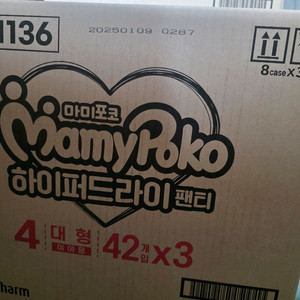 1136
20250109 0287
8case×3
마미포코
MamyPoko
하이퍼드라이 팬티
4 대형 42개입×3
harm